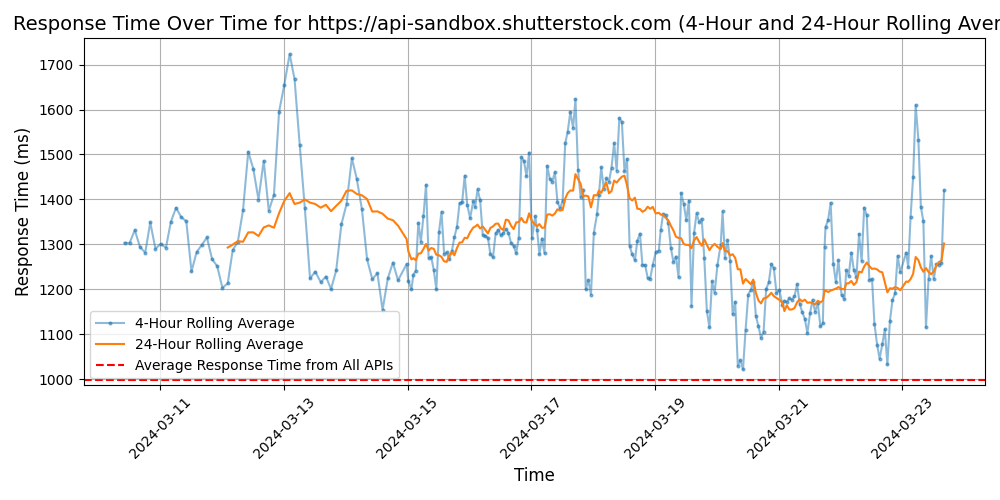 Response Time Over Time for https://api-sandbox.shutterstock.com (4-Hour and 24-Hour Rolling Aver
Response Time (ms)
1700
1600
1500
1400
1300
1200
1100
1000
4-Hour Rolling Average
24-Hour Rolling Average
Average Response Time from All APIs
2024-03-11
2024-03-13
2024-03-15
2024-03-17
2024-03-19
2024-03-21
2024-03-23
Time